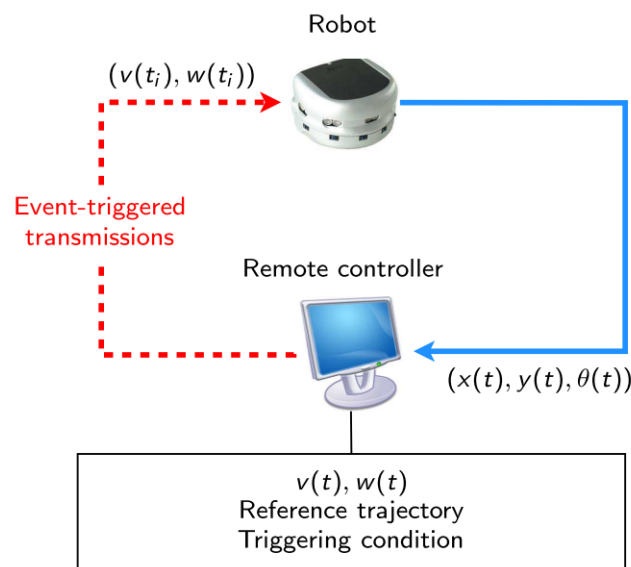 Robot
(v(tᵢ), w(tᵢ))
Event-triggered
transmissions
Remote controller
(x(t), y(t), θ(t))
v(t), w(t)
Reference trajectory
Triggering condition